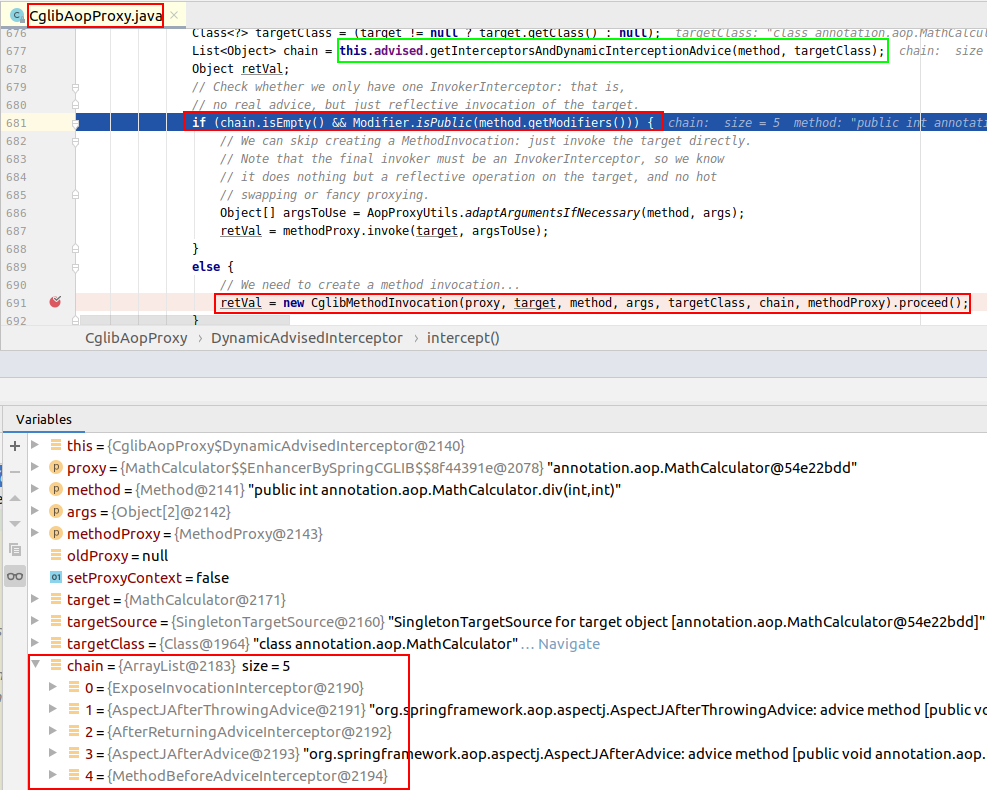 CglibAopProxy.java
676 Class<?> targetClass = (target != null ? target.getClass() : null); targetClass: "class annotation.aop.MathCalcul
677 List<Object> chain = this.advised.getInterceptorsAndDynamicInterceptionAdvice(method, targetClass); chain: size
678 Object retVal;
679 // Check whether we only have one InvokerInterceptor: that is,
680 // no real advice, but just reflective invocation of the target.
681 if (chain.isEmpty() && Modifier.isPublic(method.getModifiers())) { chain: size = 5 method: "public int annotati
682 // We can skip creating a MethodInvocation: just invoke the target directly.
683 // Note that the final invoker must be an InvokerInterceptor, so we know
684 // it does nothing but a reflective operation on the target, and no hot
685 // swapping or fancy proxying.
686 Object[] argsToUse = AopProxyUtils.adaptArgumentsIfNecessary(method, args);
687 retVal = methodProxy.invoke(target, argsToUse);
688 }
689 else {
690 // We need to create a method invocation...
691 retVal = new CglibMethodInvocation(proxy, target, method, args, targetClass, chain, methodProxy).proceed();
692 }
CglibAopProxy › DynamicAdvisedInterceptor › intercept()
Variables
this = {CglibAopProxy$DynamicAdvisedInterceptor@2140}
proxy = {MathCalculator$$EnhancerBySpringCGLIB$$8f44391e@2078} "annotation.aop.MathCalculator@54e22bdd"
method = {Method@2141} "public int annotation.aop.MathCalculator.div(int,int)"
args = {Object[2]@2142}
methodProxy = {MethodProxy@2143}
oldProxy = null
setProxyContext = false
target = {MathCalculator@2171}
targetSource = {SingletonTargetSource@2160} "SingletonTargetSource for target object [annotation.aop.MathCalculator@54e22bdd]"
targetClass = {Class@1964} "class annotation.aop.MathCalculator" ... Navigate
chain = {ArrayList@2183} size = 5
0 = {ExposeInvocationInterceptor@2190}
1 = {AspectJAfterThrowingAdvice@2191} "org.springframework.aop.aspectj.AspectJAfterThrowingAdvice: advice method [public vo
2 = {AfterReturningAdviceInterceptor@2192}
3 = {AspectJAfterAdvice@2193} "org.springframework.aop.aspectj.AspectJAfterAdvice: advice method [public void annotation.aop.
4 = {MethodBeforeAdviceInterceptor@2194}